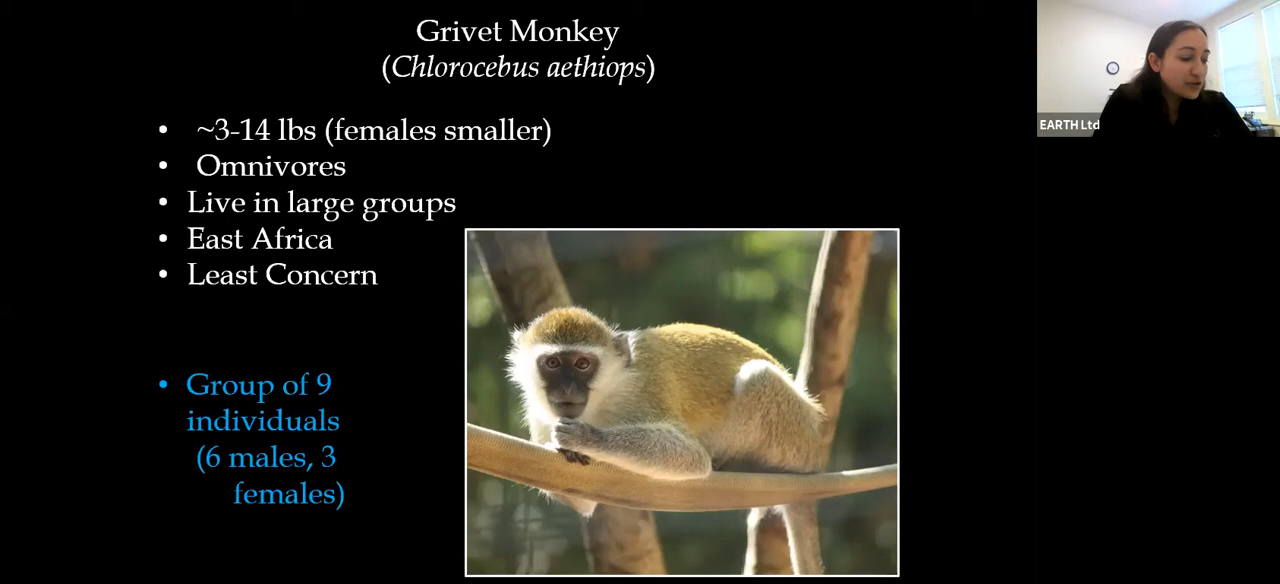 Grivet Monkey
(Chlorocebus aethiops)
• ~3-14 lbs (females smaller)
• Omnivores
• Live in large groups
• East Africa
• Least Concern
• Group of 9
individuals
(6 males, 3
females)
EARTH Ltd